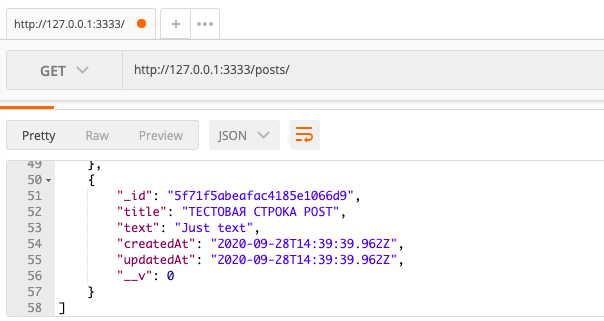 http://127.0.0.1:3333/
+ •••
GET http://127.0.0.1:3333/posts/
Pretty Raw Preview JSON
49 },
50 {
51 "_id": "5f71f5abeafac4185e1066d9",
52 "title": "ТЕСТОВАЯ СТРОКА POST",
53 "text": "Just text",
54 "createdAt": "2020-09-28T14:39:39.962Z",
55 "updatedAt": "2020-09-28T14:39:39.962Z",
56 "__v": 0
57 }
58 ]